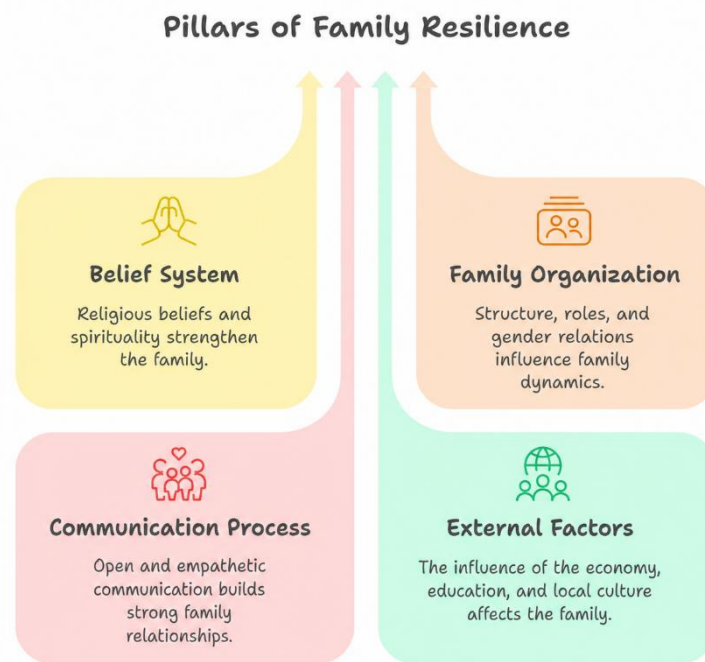 Pillars of Family Resilience
Belief System
Religious beliefs and
spirituality strengthen
the family.
Family Organization
Structure, roles, and
gender relations
influence family
dynamics.
Communication Process
Open and empathetic
communication builds
strong family
relationships.
External Factors
The influence of the economy,
education, and local culture
affects the family.